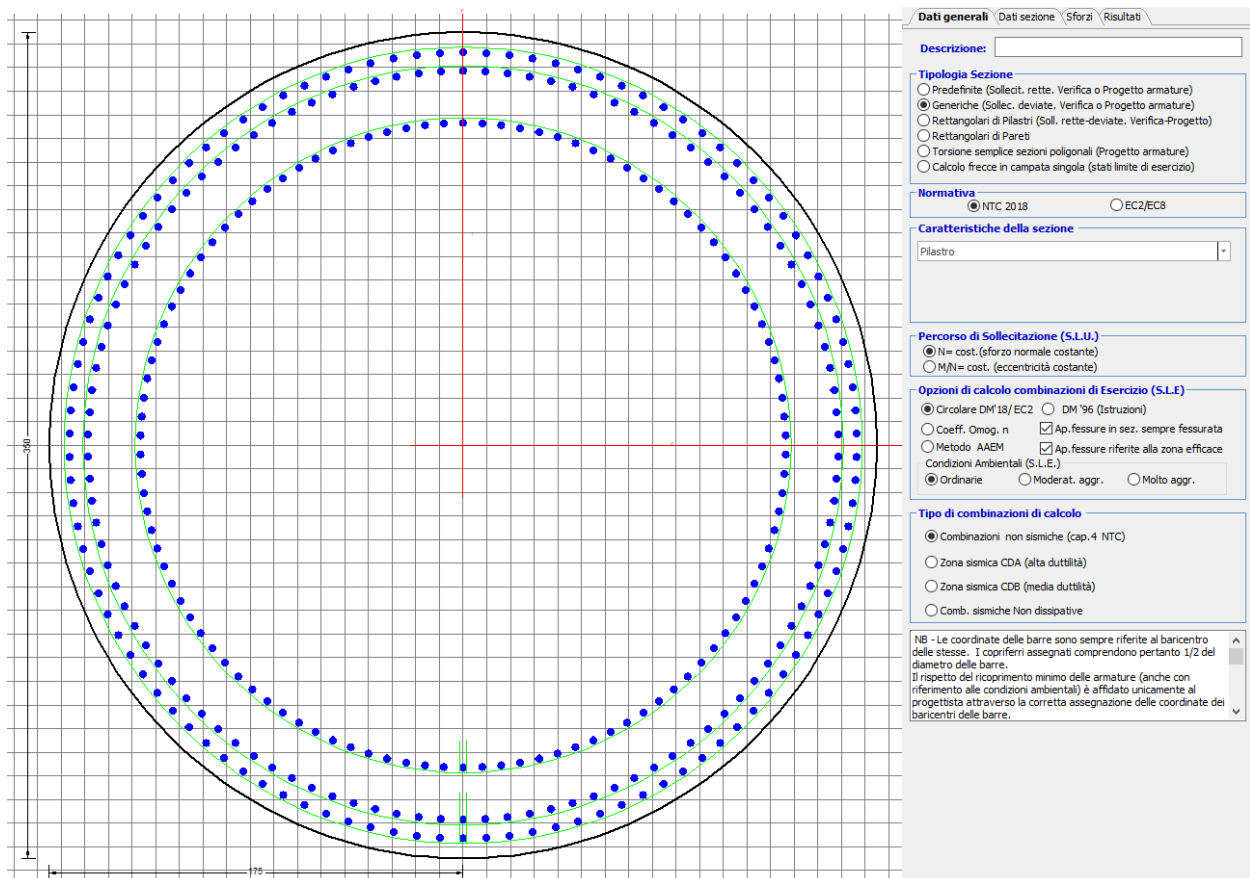 350
175
Dati generali
Dati sezione
Sforzi
Risultati
Descrizione:
Tipologia Sezione
Predefinite (Sollecit. rette. Verifica o Progetto armature)
Generiche (Sollec. deviate. Verifica o Progetto armature)
Rettangolari di Pilastri (Soll. rette-deviate. Verifica-Progetto)
Rettangolari di Pareti
Torsione semplice sezioni poligonali (Progetto armature)
Calcolo frecce in campata singola (stati limite di esercizio)
Normativa
NTC 2018
EC2/EC8
Caratteristiche della sezione
Pilastro
Percorso di Sollecitazione (S.L.U.)
N= cost.(sforzo normale costante)
M/N= cost. (eccentricità costante)
Opzioni di calcolo combinazioni di Esercizio (S.L.E)
Circolare DM'18/ EC2
DM '96 (Istruzioni)
Coeff. Omog. n
Ap.fessure in sez. sempre fessurata
Metodo AAEM
Ap.fessure riferite alla zona efficace
Condizioni Ambientali (S.L.E.)
Ordinarie
Moderat. aggr.
Molto aggr.
Tipo di combinazioni di calcolo
Combinazioni non sismiche (cap.4 NTC)
Zona sismica CDA (alta duttilità)
Zona sismica CDB (media duttilità)
Comb. sismiche Non dissipative
NB - Le coordinate delle barre sono sempre riferite al baricentro
delle stesse. I copriferri assegnati comprendono pertanto 1/2 del
diametro delle barre.
Il rispetto del ricoprimento minimo delle armature (anche con
riferimento alle condizioni ambientali) è affidato unicamente al
progettista attraverso la corretta assegnazione delle coordinate dei
baricentri delle barre.